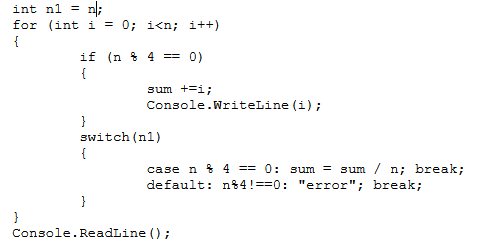 int n1 = n;
for (int i = 0; i<n; i++)
{
if (n % 4 == 0)
{
sum +=i;
Console.WriteLine(i);
}
switch(n1)
{
case n % 4 == 0: sum = sum / n; break;
default: n%4!==0: "error"; break;
}
}
Console.ReadLine();